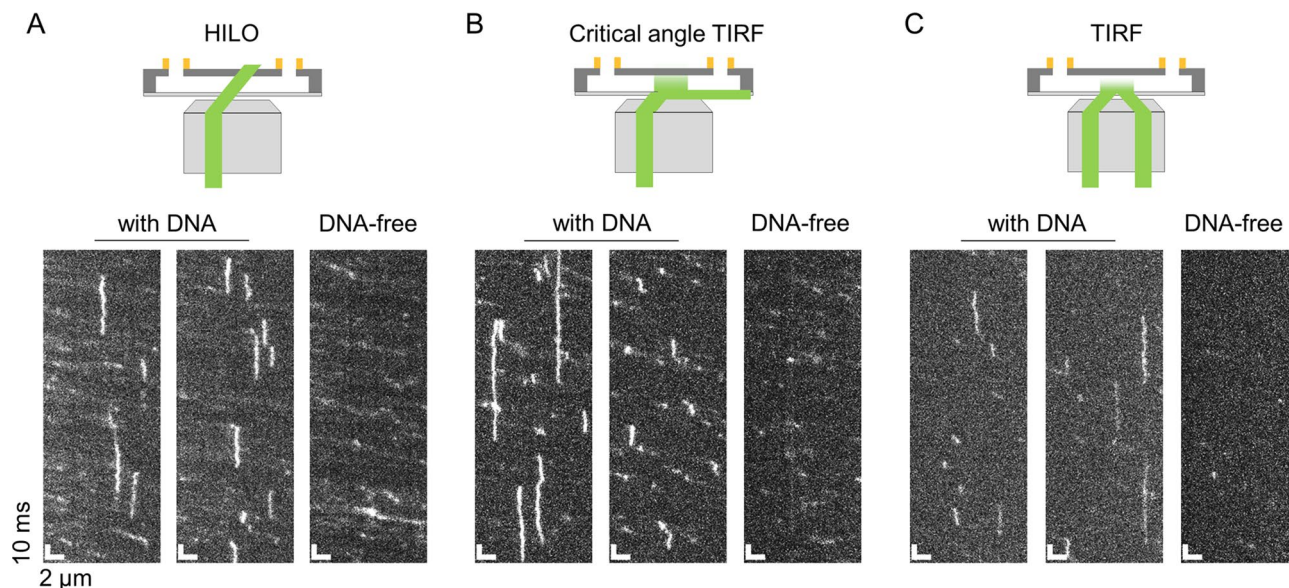 A
HILO
with DNA
DNA-free
10 ms
2 μm
B
Critical angle TIRF
with DNA
DNA-free
C
TIRF
with DNA
DNA-free